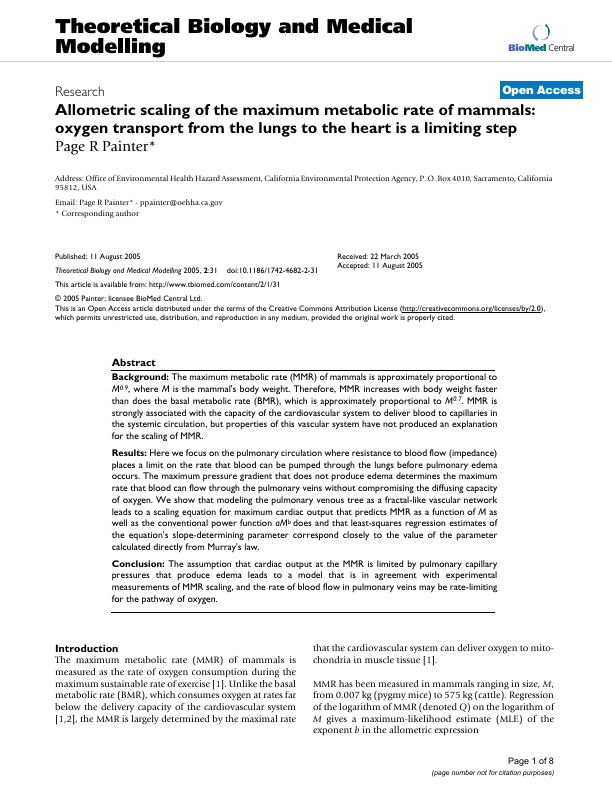 Theoretical Biology and Medical
Modelling
BioMed Central
Research
Open Access
Allometric scaling of the maximum metabolic rate of mammals:
oxygen transport from the lungs to the heart is a limiting step
Page R Painter*
Address: Office of Environmental Health Hazard Assessment, California Environmental Protection Agency, P. O. Box 4010, Sacramento, California
95812, USA
Email: Page R Painter* - ppainter@oehha.ca.gov
* Corresponding author
Published: 11 August 2005
Theoretical Biology and Medical Modelling 2005, 2:31 doi:10.1186/1742-4682-2-31
Received: 22 March 2005
Accepted: 11 August 2005
This article is available from: http://www.tbiomed.com/content/2/1/31
© 2005 Painter; licensee BioMed Central Ltd.
This is an Open Access article distributed under the terms of the Creative Commons Attribution License (http://creativecommons.org/licenses/by/2.0),
which permits unrestricted use, distribution, and reproduction in any medium, provided the original work is properly cited.
Abstract
Background: The maximum metabolic rate (MMR) of mammals is approximately proportional to
M0.9, where M is the mammal's body weight. Therefore, MMR increases with body weight faster
than does the basal metabolic rate (BMR), which is approximately proportional to M0.7. MMR is
strongly associated with the capacity of the cardiovascular system to deliver blood to capillaries in
the systemic circulation, but properties of this vascular system have not produced an explanation
for the scaling of MMR.
Results: Here we focus on the pulmonary circulation where resistance to blood flow (impedance)
places a limit on the rate that blood can be pumped through the lungs before pulmonary edema
occurs. The maximum pressure gradient that does not produce edema determines the maximum
rate that blood can flow through the pulmonary veins without compromising the diffusing capacity
of oxygen. We show that modeling the pulmonary venous tree as a fractal-like vascular network
leads to a scaling equation for maximum cardiac output that predicts MMR as a function of M as
well as the conventional power function aMb does and that least-squares regression estimates of
the equation's slope-determining parameter correspond closely to the value of the parameter
calculated directly from Murray's law.
Conclusion: The assumption that cardiac output at the MMR is limited by pulmonary capillary
pressures that produce edema leads to a model that is in agreement with experimental
measurements of MMR scaling, and the rate of blood flow in pulmonary veins may be rate-limiting
for the pathway of oxygen.
Introduction
The maximum metabolic rate (MMR) of mammals is
measured as the rate of oxygen consumption during the
maximum sustainable rate of exercise [1]. Unlike the basal
metabolic rate (BMR), which consumes oxygen at rates far
below the delivery capacity of the cardiovascular system
[1,2], the MMR is largely determined by the maximal rate
that the cardiovascular system can deliver oxygen to mito-
chondria in muscle tissue [1].
MMR has been measured in mammals ranging in size, M,
from 0.007 kg (pygmy mice) to 575 kg (cattle). Regression
of the logarithm of MMR (denoted Q) on the logarithm of
M gives a maximum-likelihood estimate (MLE) of the
exponent b in the allometric expression
Page 1 of 8
(page number not for citation purposes)